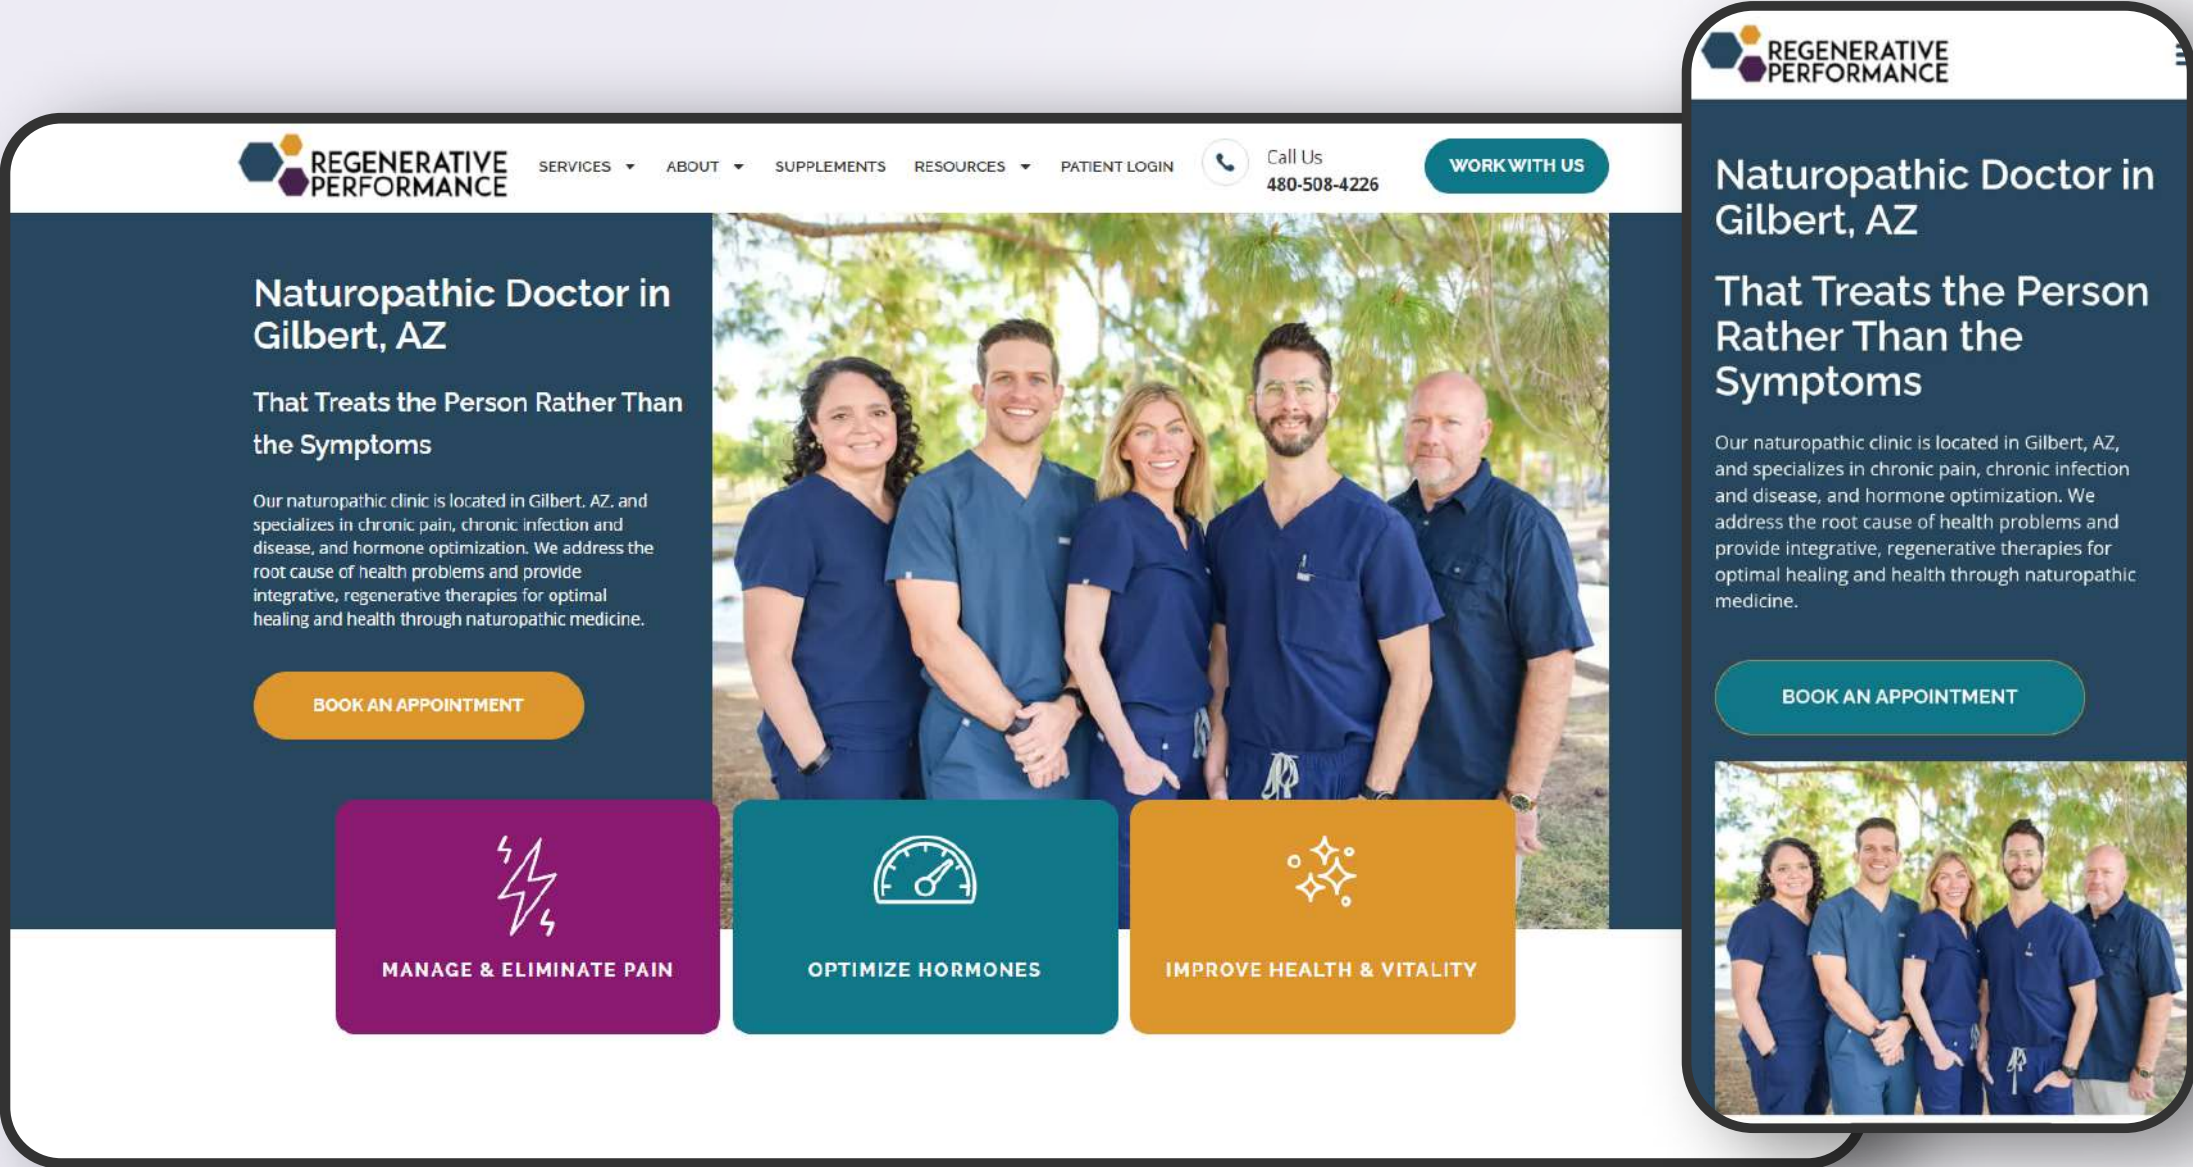 REGENERATIVE
PERFORMANCE
SERVICES
ABOUT
SUPPLEMENTS
RESOURCES
PATIENT LOGIN
Call Us
480-508-4226
WORK WITH US
Naturopathic Doctor in
Gilbert, AZ
That Treats the Person Rather Than
the Symptoms
Our naturopathic clinic is located in Gilbert, AZ, and
specializes in chronic pain, chronic infection and
disease, and hormone optimization. We address the
root cause of health problems and provide
integrative, regenerative therapies for optimal
healing and health through naturopathic medicine.
BOOK AN APPOINTMENT
MANAGE & ELIMINATE PAIN
OPTIMIZE HORMONES
IMPROVE HEALTH & VITALITY
REGENERATIVE
PERFORMANCE
Naturopathic Doctor in
Gilbert, AZ
That Treats the Person
Rather Than the
Symptoms
Our naturopathic clinic is located in Gilbert, AZ,
and specializes in chronic pain, chronic infection
and disease, and hormone optimization. We
address the root cause of health problems and
provide integrative, regenerative therapies for
optimal healing and health through naturopathic
medicine.
BOOK AN APPOINTMENT